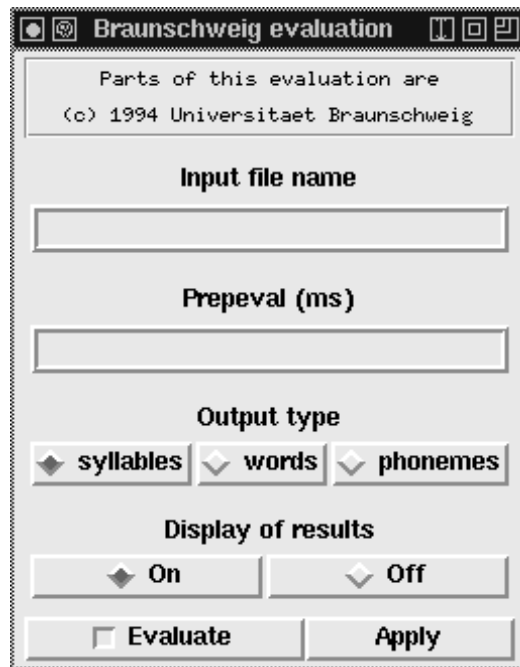 Braunschweig evaluation
Parts of this evaluation are
(c) 1994 Universitaet Braunschweig
Input file name
Prepeval (ms)
Output type
syllables words phonemes
Display of results
On Off
Evaluate Apply